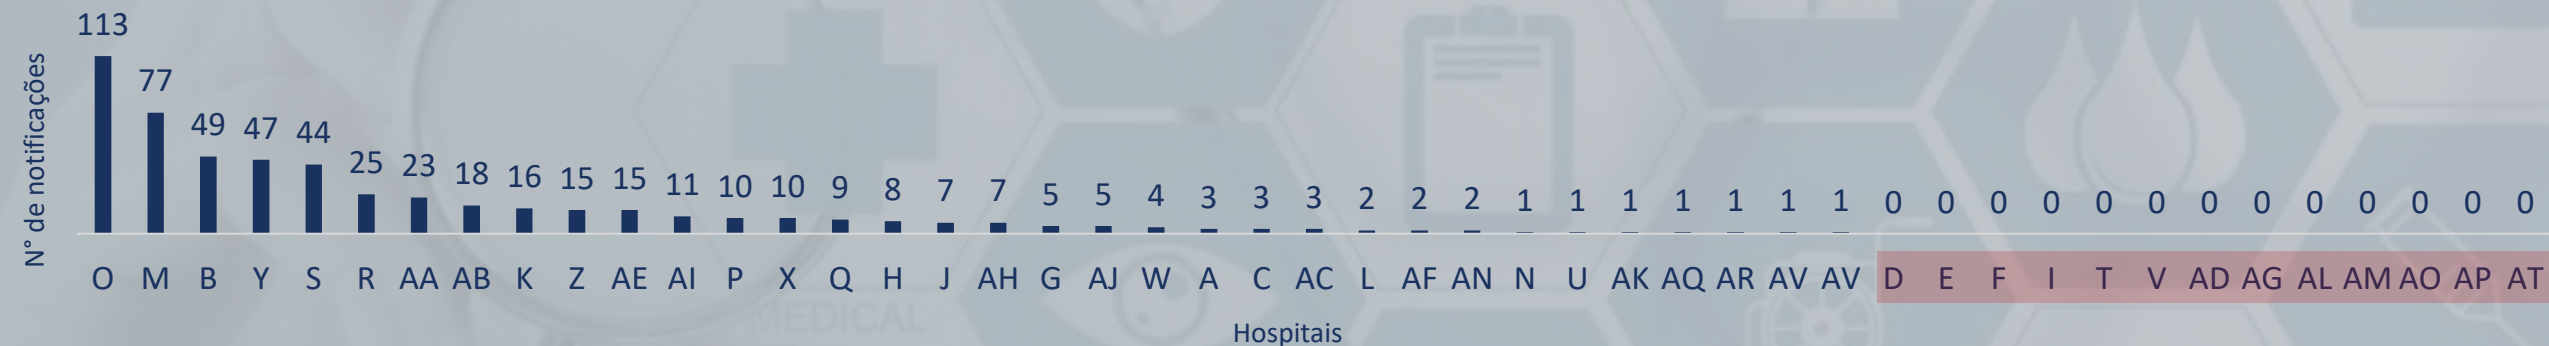 113 77 49 47 44 25 23 18 16 15 15 11 10 10 9 8 7 7 5 5 4 3 3 3 2 2 2 1 1 1 1 1 1 1 0 0 0 0 0 0 0 0 0 0 0 0 0
N° de notificações
O M B Y S R AA AB K Z AE AI P X Q H J AH G AJ W A C AC L AF AN N U AK AQ AR AV AV D E F I T V AD AG AL AM AO AP AT
MEDICAL
Hospitais